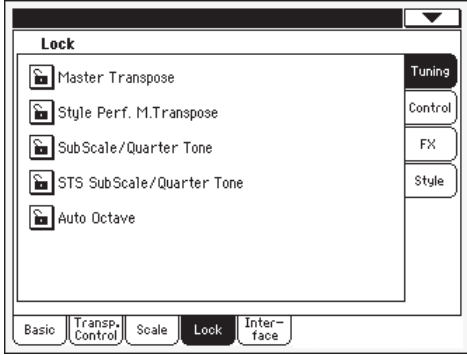 Lock
Master Transpose
Style Perf. M.Transpose
SubScale/Quarter Tone
STS SubScale/Quarter Tone
Auto Octave
Tuning
Control
FX
Style
Basic
Transp.
Control
Scale
Lock
Inter-
face